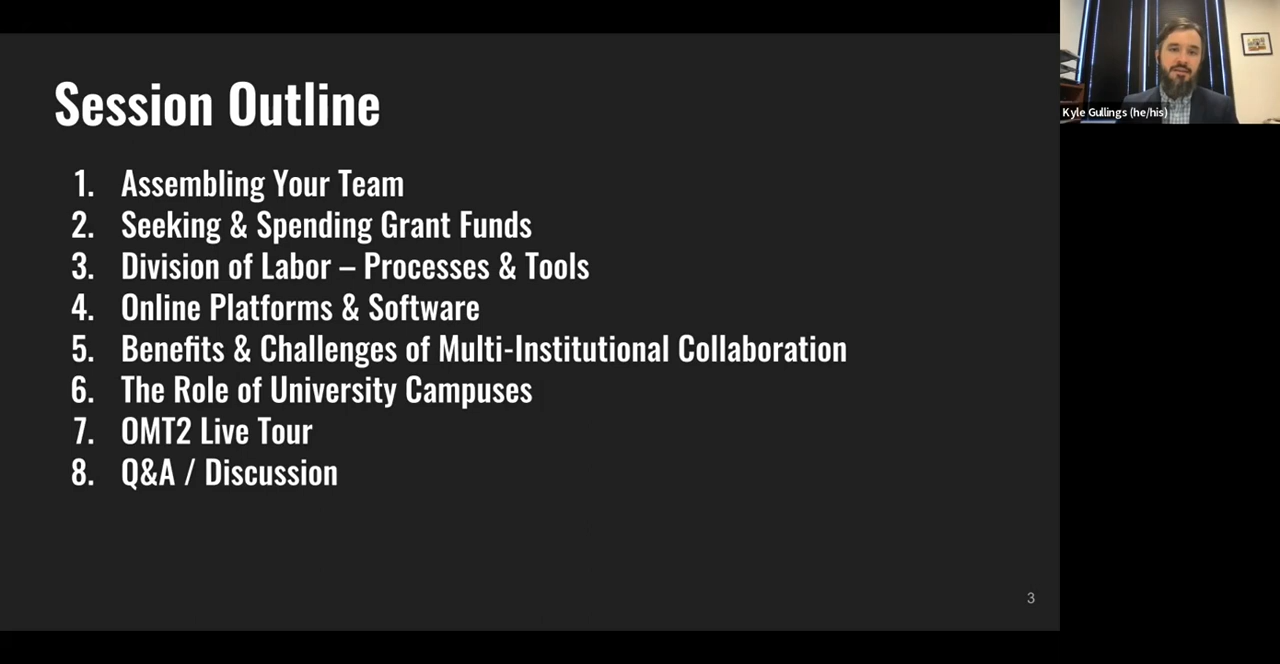 Session Outline
1. Assembling Your Team
2. Seeking & Spending Grant Funds
3. Division of Labor – Processes & Tools
4. Online Platforms & Software
5. Benefits & Challenges of Multi-Institutional Collaboration
6. The Role of University Campuses
7. OMT2 Live Tour
8. Q&A / Discussion
3
Kyle Gullings (he/his)